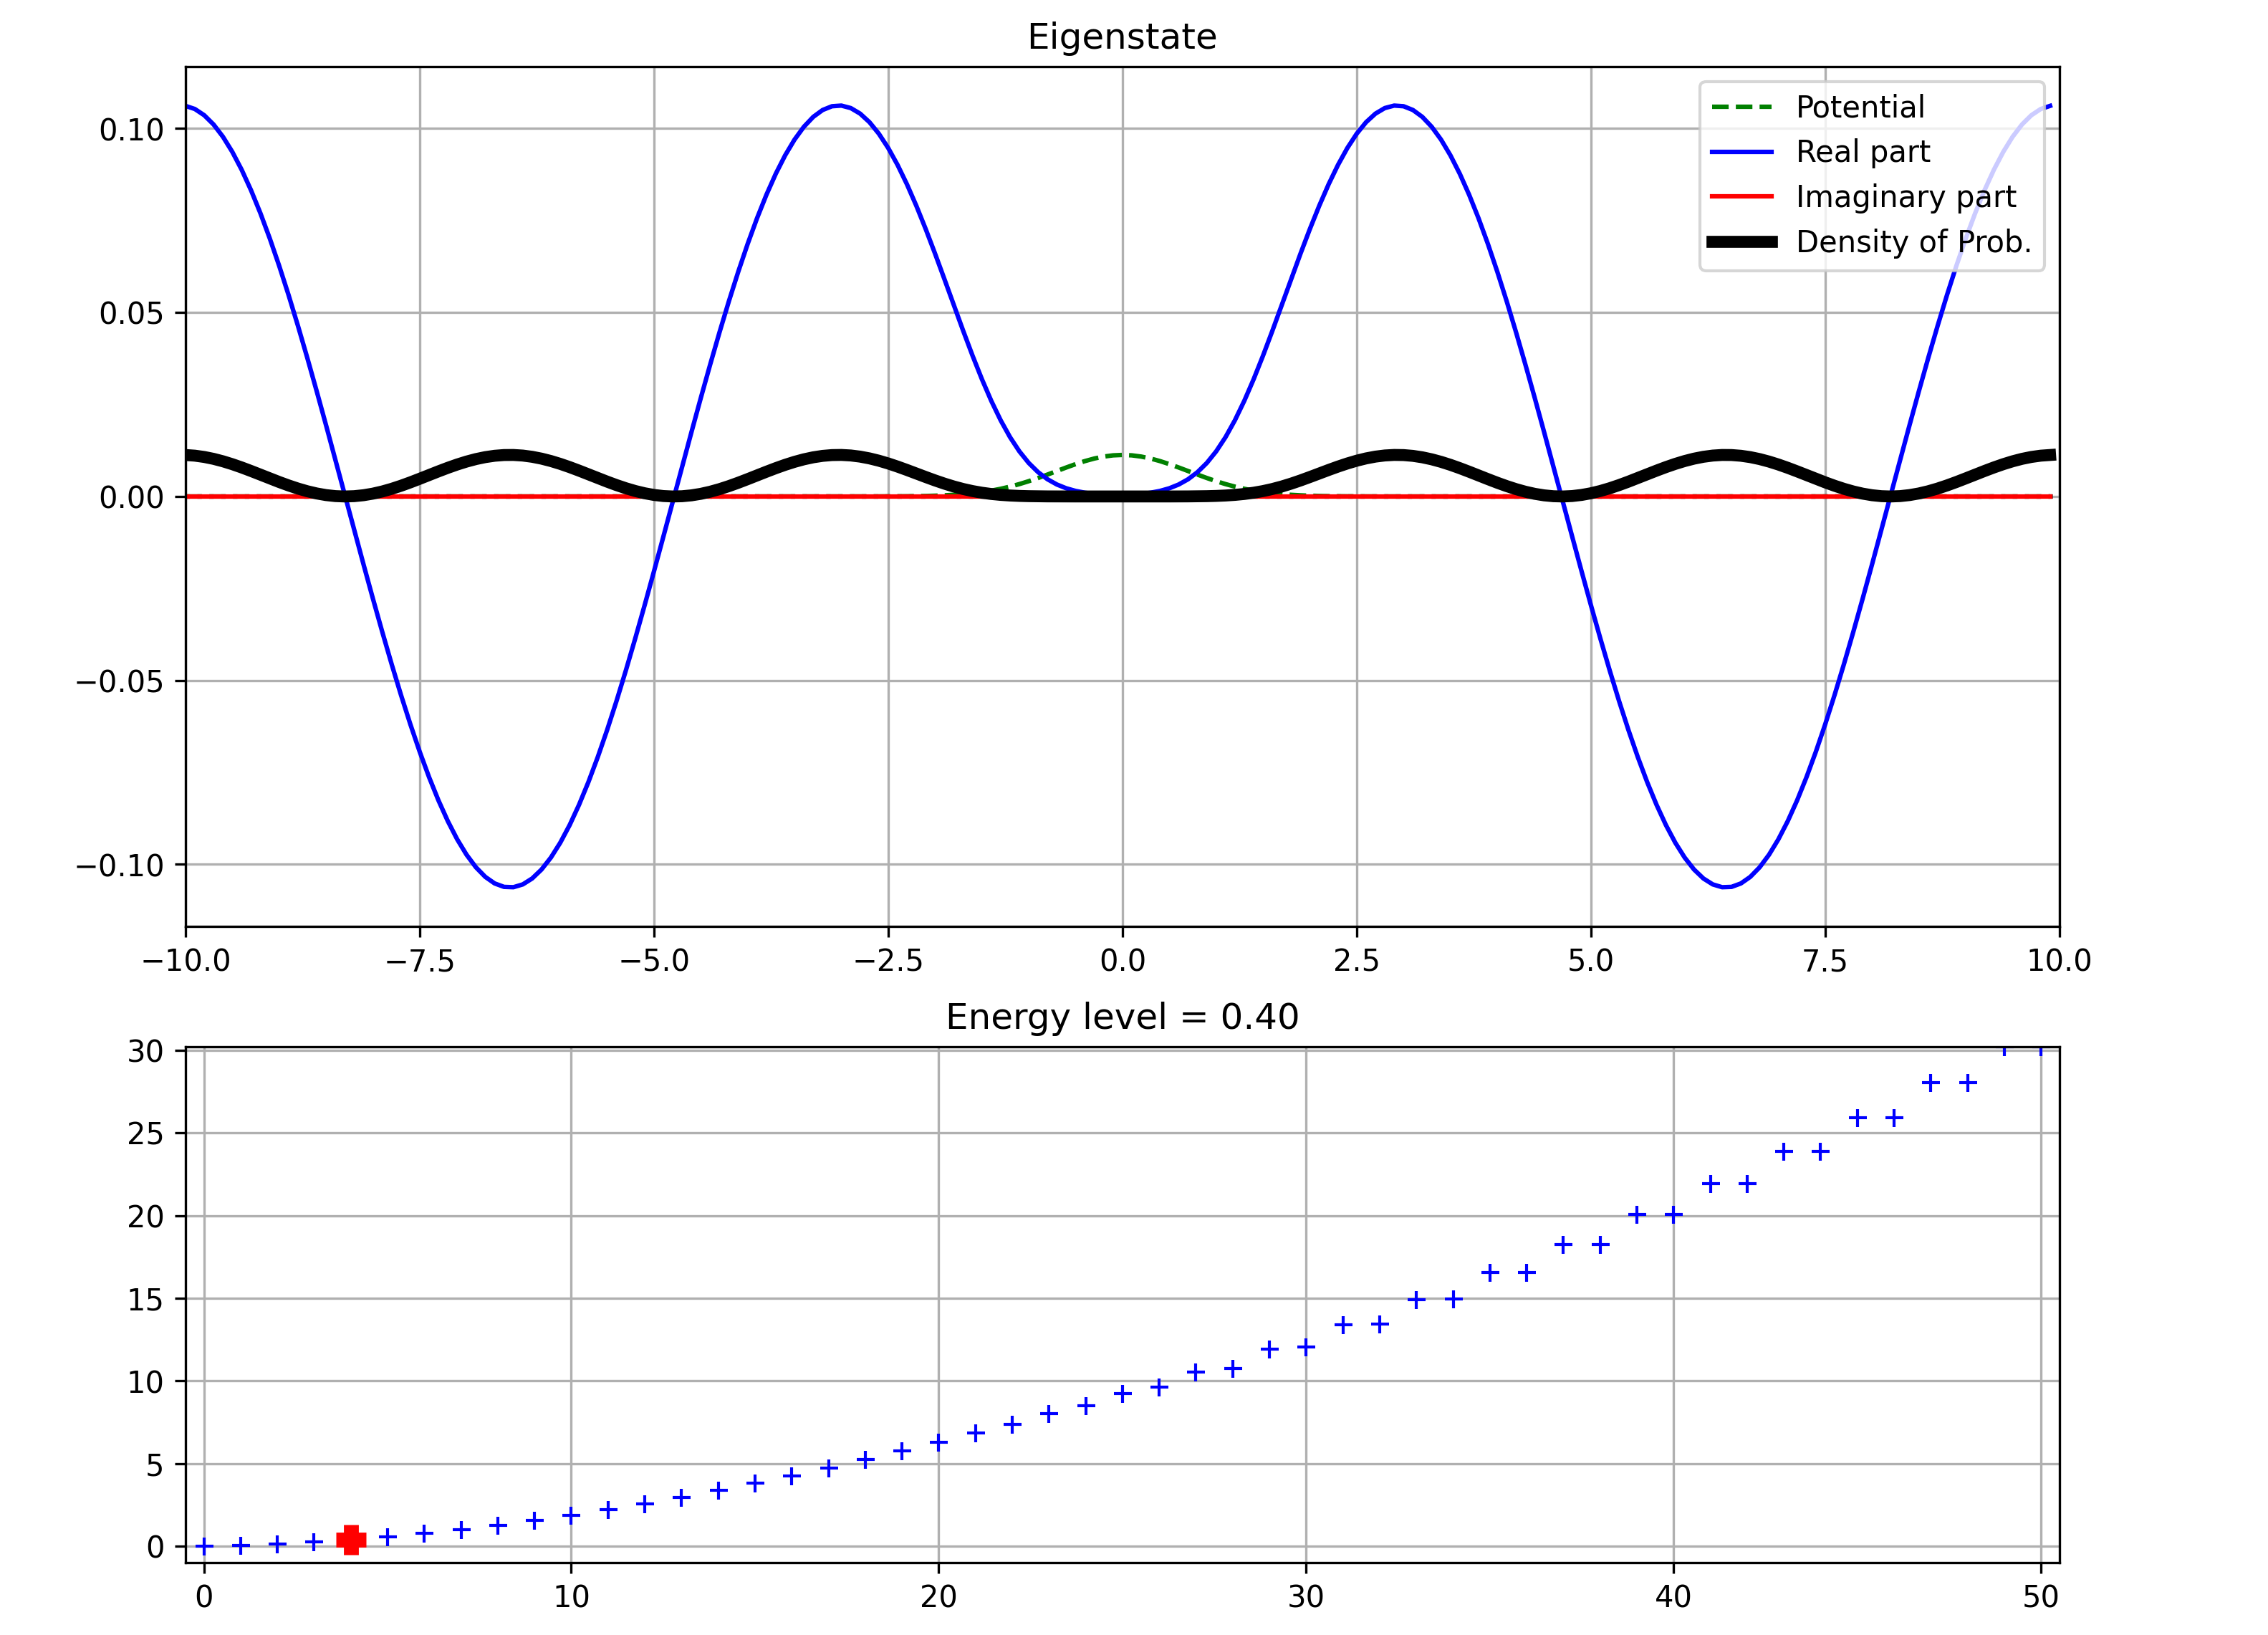 Eigenstate
Potential
Real part
Imaginary part
Density of Prob.
0.10
0.05
0.00
−0.05
−0.10
−10.0 −7.5 −5.0 −2.5 0.0 2.5 5.0 7.5 10.0
Energy level = 0.40
30
25
20
15
10
5
0
0 10 20 30 40 50